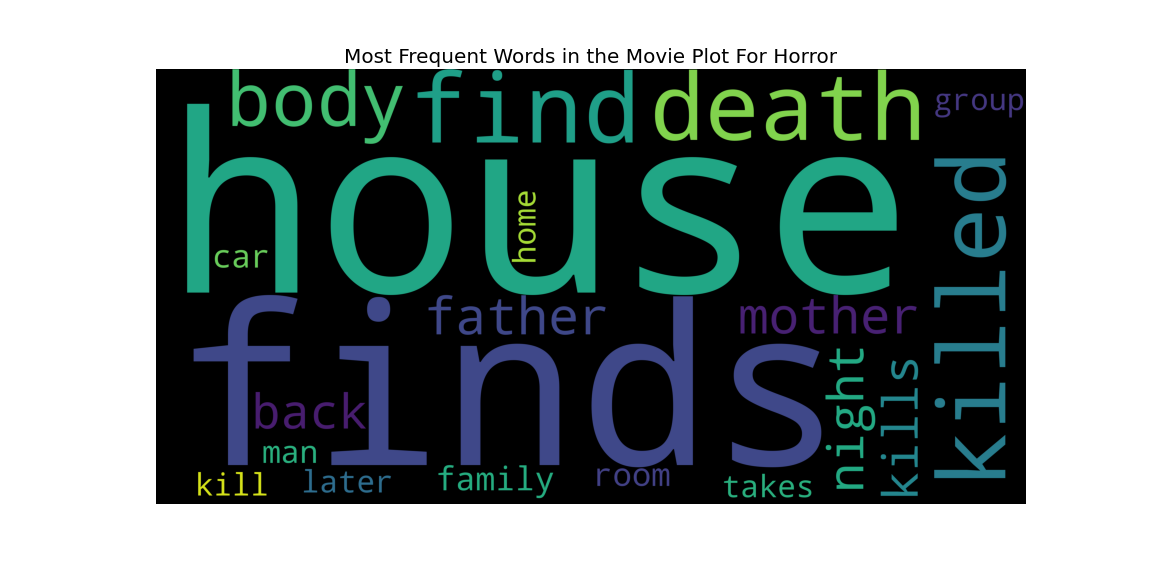 Most Frequent Words in the Movie Plot For Horror
body
find
death
group
house
home
car
killed
finds
father
mother
back
night
kills
man
kill
later
family
room
takes